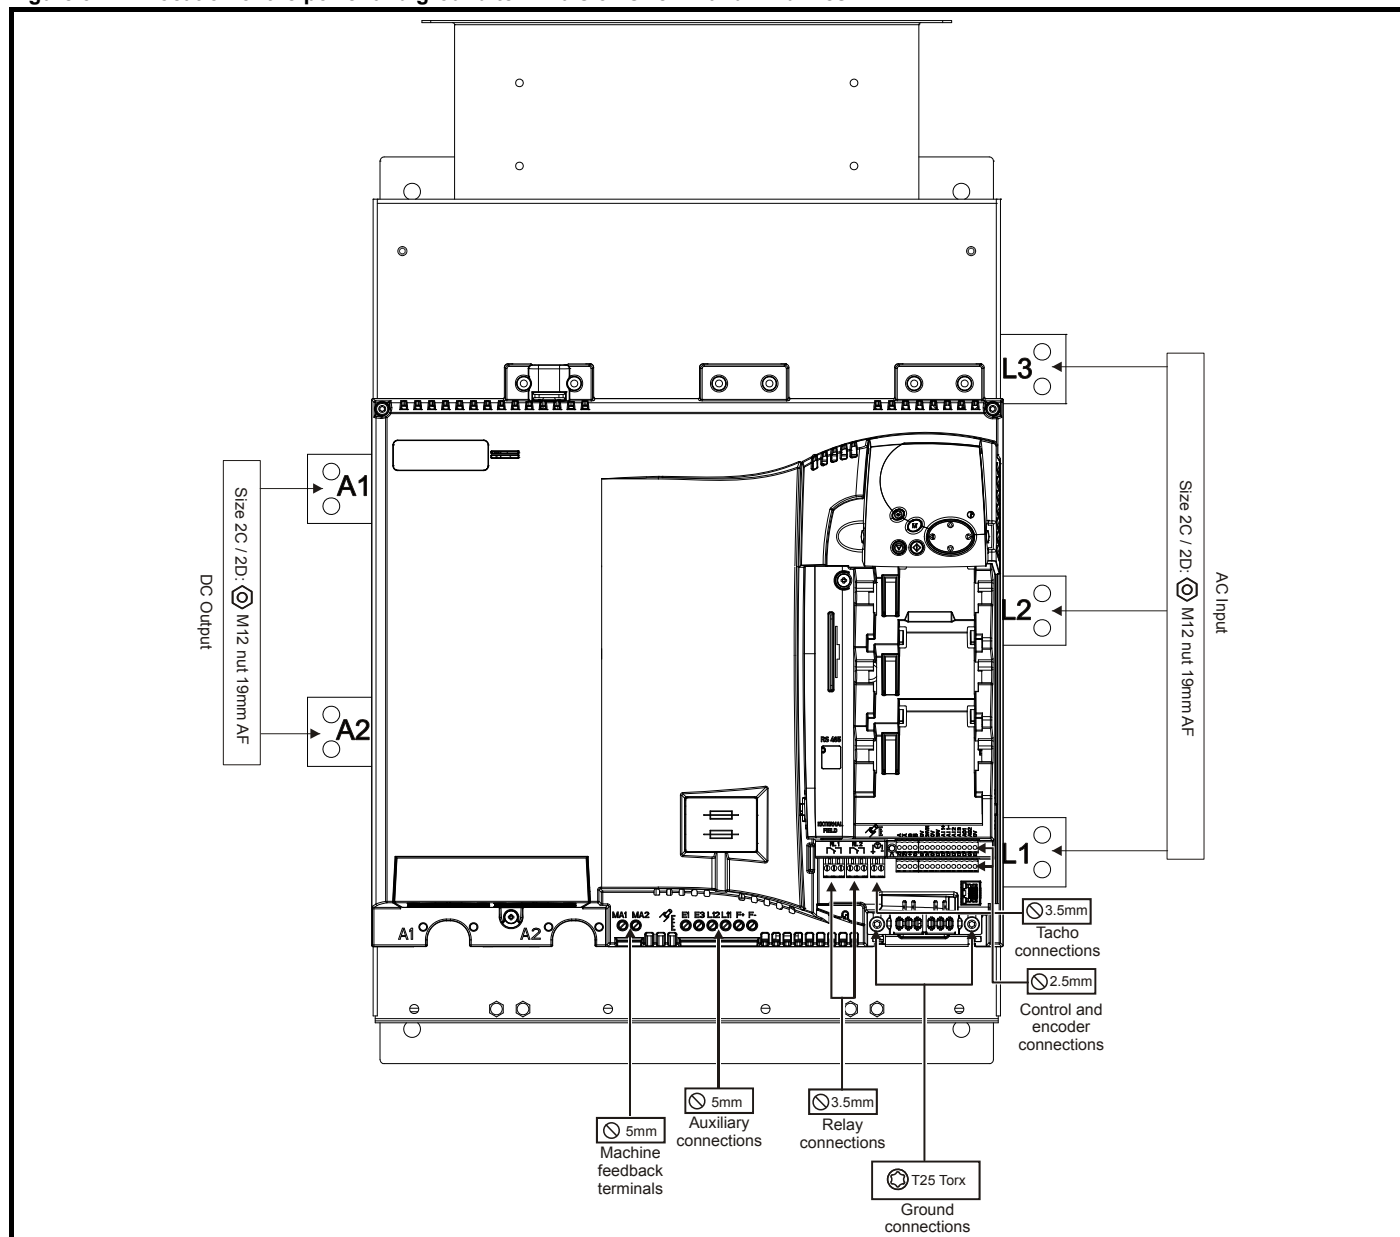 L3
A1
Size 2C / 2D: M12 nut 19mm AF
DC Output
A2
L2
Size 2C / 2D: M12 nut 19mm AF
AC Input
RS 485
EXTERNAL
FIELD
RL1 RL2
L1
MA1 MA2 E1 E3 L12 L11 F+ F-
A1 A2
3.5mm
Tacho
connections
2.5mm
Control and
encoder
connections
5mm
Auxiliary
connections
3.5mm
Relay
connections
5mm
Machine
feedback
terminals
T25 Torx
Ground
connections